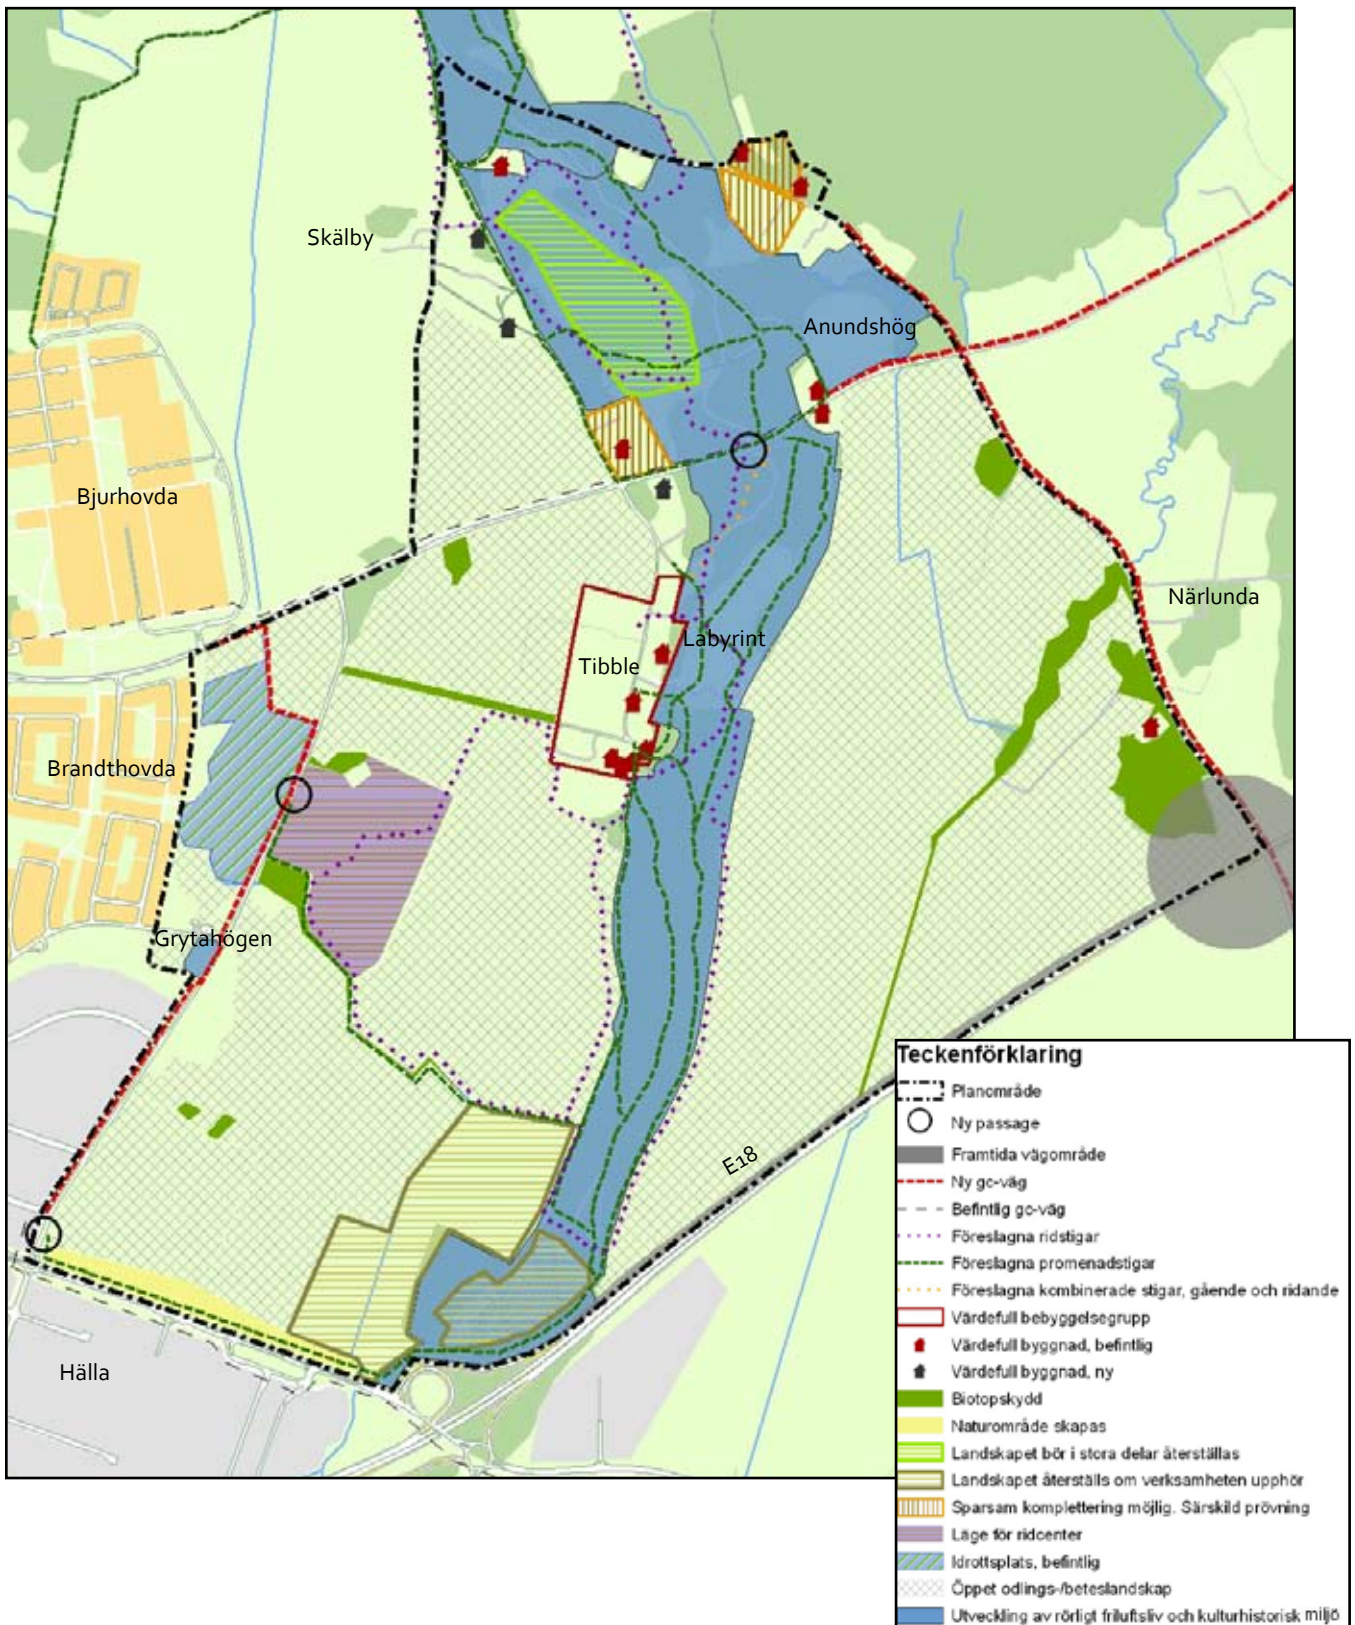 Skälby
Anundshög
Bjurhovda
Närlunda
Labyrint
Tibble
Brandthovda
Grytahögen
E18
Hälla
Teckenförklaring
Planområde
Ny passage
Framtida vägområde
Ny gc-väg
Befintlig gc-väg
Föreslagna ridstigar
Föreslagna promenadstigar
Föreslagna kombinerade stigar, gående och ridande
Värdefull bebyggelsegrupp
Värdefull byggnad, befintlig
Värdefull byggnad, ny
Biotopskydd
Naturområde skapas
Landskapet bör i stora delar återställas
Landskapet återställs om verksamheten upphör
Sparsam komplettering möjlig. Särskild prövning
Läge för ridcenter
Idrottsplats, befintlig
Öppet odlings-/beteslandskap
Utveckling av rörligt friluftsliv och kulturhistorisk miljö